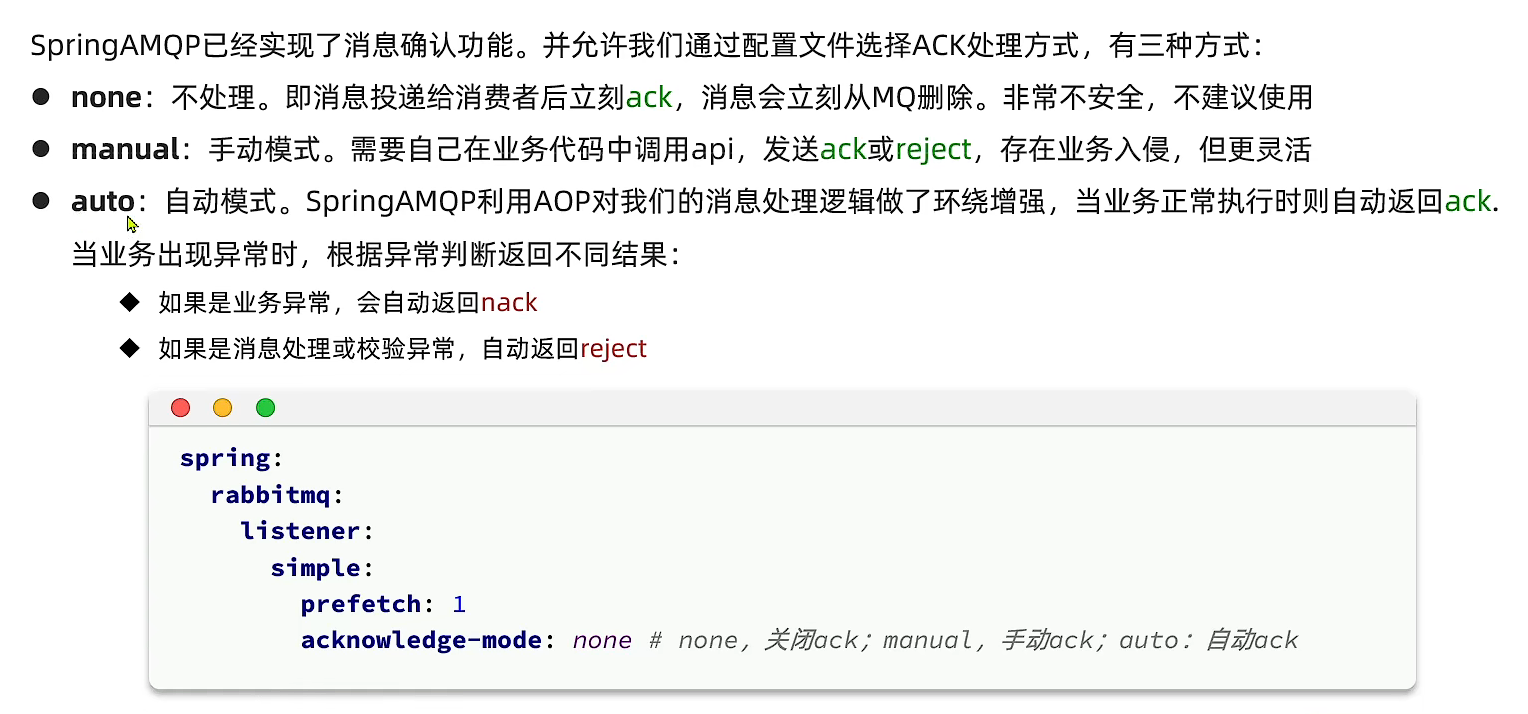 SpringAMQP已经实现了消息确认功能。并允许我们通过配置文件选择ACK处理方式，有三种方式：
● none：不处理。即消息投递给消费者后立刻ack，消息会立刻从MQ删除。非常不安全，不建议使用
● manual：手动模式。需要自己在业务代码中调用api，发送ack或reject，存在业务入侵，但更灵活
● auto：自动模式。SpringAMQP利用AOP对我们的消息处理逻辑做了环绕增强，当业务正常执行时则自动返回ack.
当业务出现异常时，根据异常判断返回不同结果：
◆ 如果是业务异常，会自动返回nack
◆ 如果是消息处理或校验异常，自动返回reject
spring:
  rabbitmq:
    listener:
      simple:
        prefetch: 1
        acknowledge-mode: none # none，关闭ack；manual，手动ack；auto：自动ack